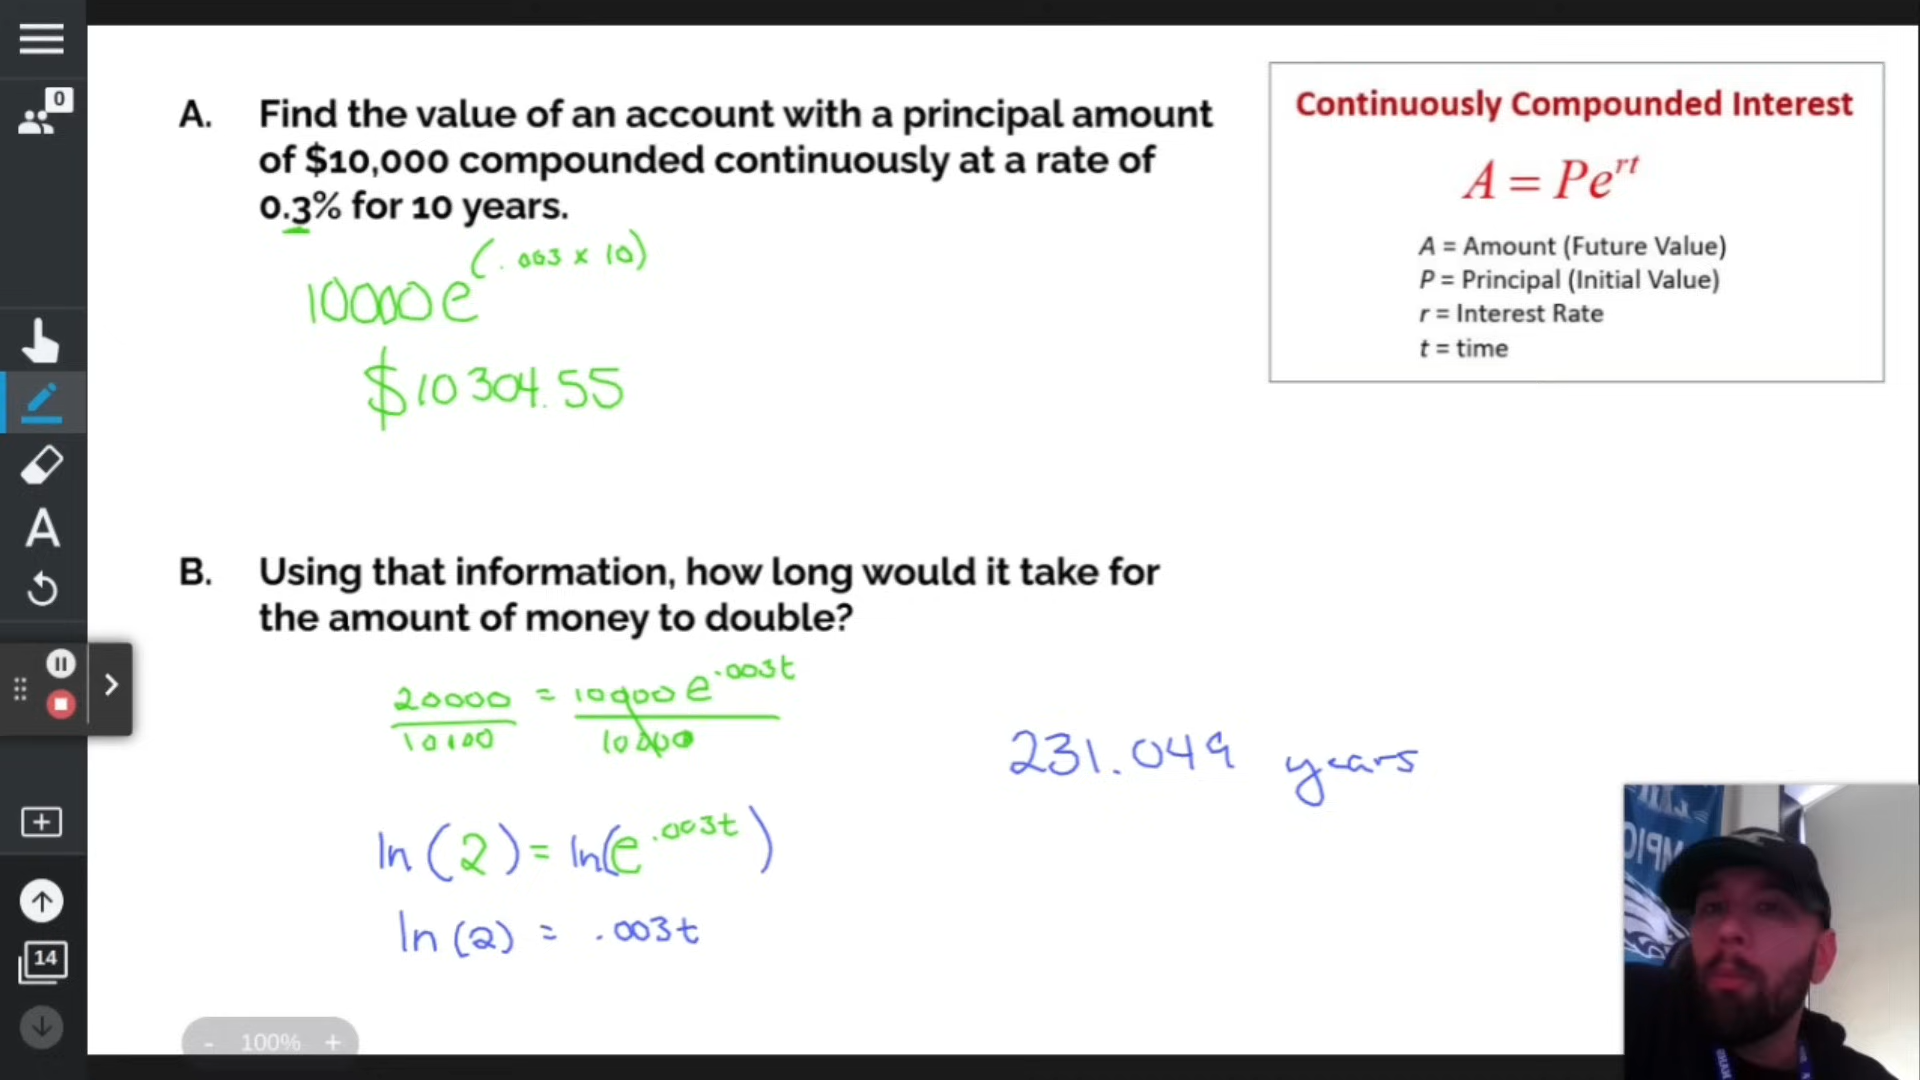 0
A. Find the value of an account with a principal amount
of $10,000 compounded continuously at a rate of
0.3% for 10 years.
(.003 x 10)
10000e
$10304.55
Continuously Compounded Interest
A = Pe^rt
A = Amount (Future Value)
P = Principal (Initial Value)
r = Interest Rate
t = time
B. Using that information, how long would it take for
the amount of money to double?
20000 = 10000 e^.003t
10000 10000
231.049 years
ln (2) = ln(e^.003t)
ln (2) = .003t
A
14
- 100% +